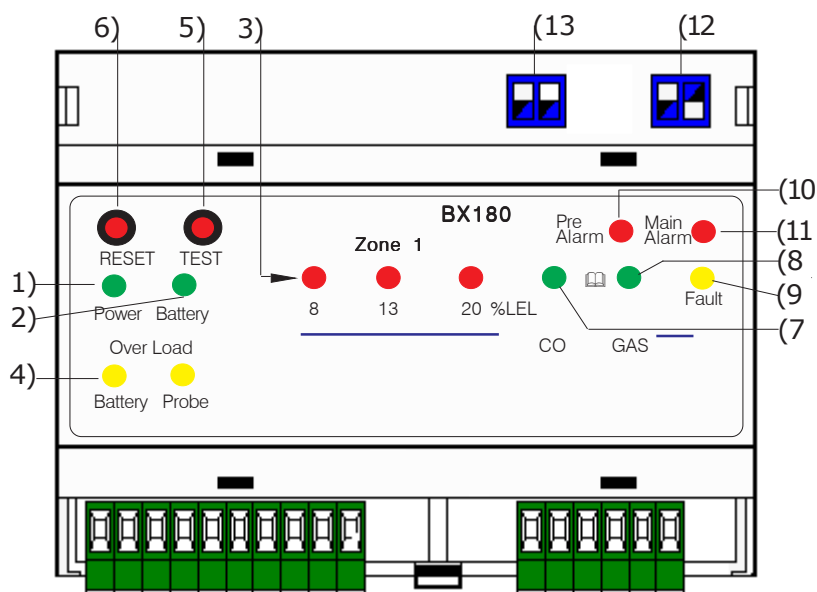 6) 5) 3) (13 (12
BX180
(10
Pre Alarm
Main Alarm
(11
RESET TEST
Zone 1
(8
1)
8 13 20 %LEL
Fault
(9
2)
Power Battery
(7
CO GAS
Over Load
4)
Battery Probe